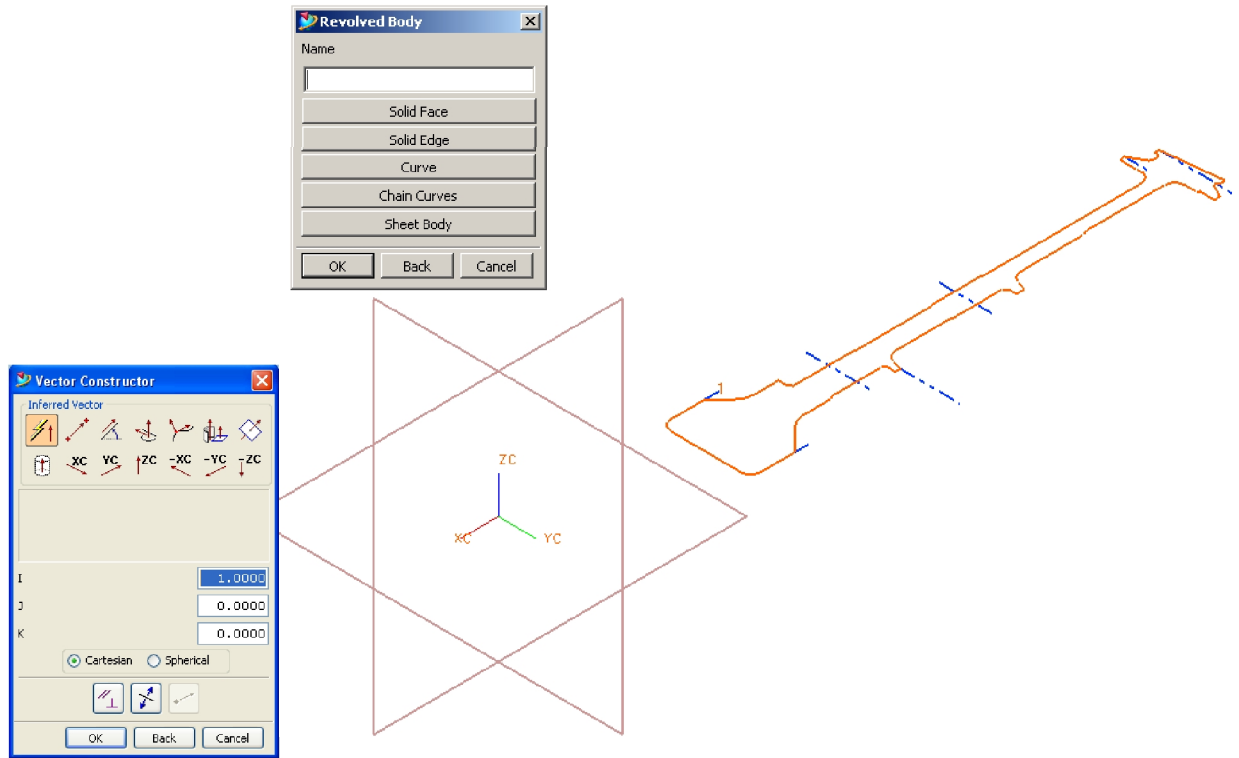 Revolved Body
Name
Solid Face
Solid Edge
Curve
Chain Curves
Sheet Body
OK Back Cancel
1
Vector Constructor
Inferred Vector
XC YC ZC -XC -YC -ZC
I 1.0000
J 0.0000
K 0.0000
Cartesian Spherical
OK Back Cancel
ZC
XC YC